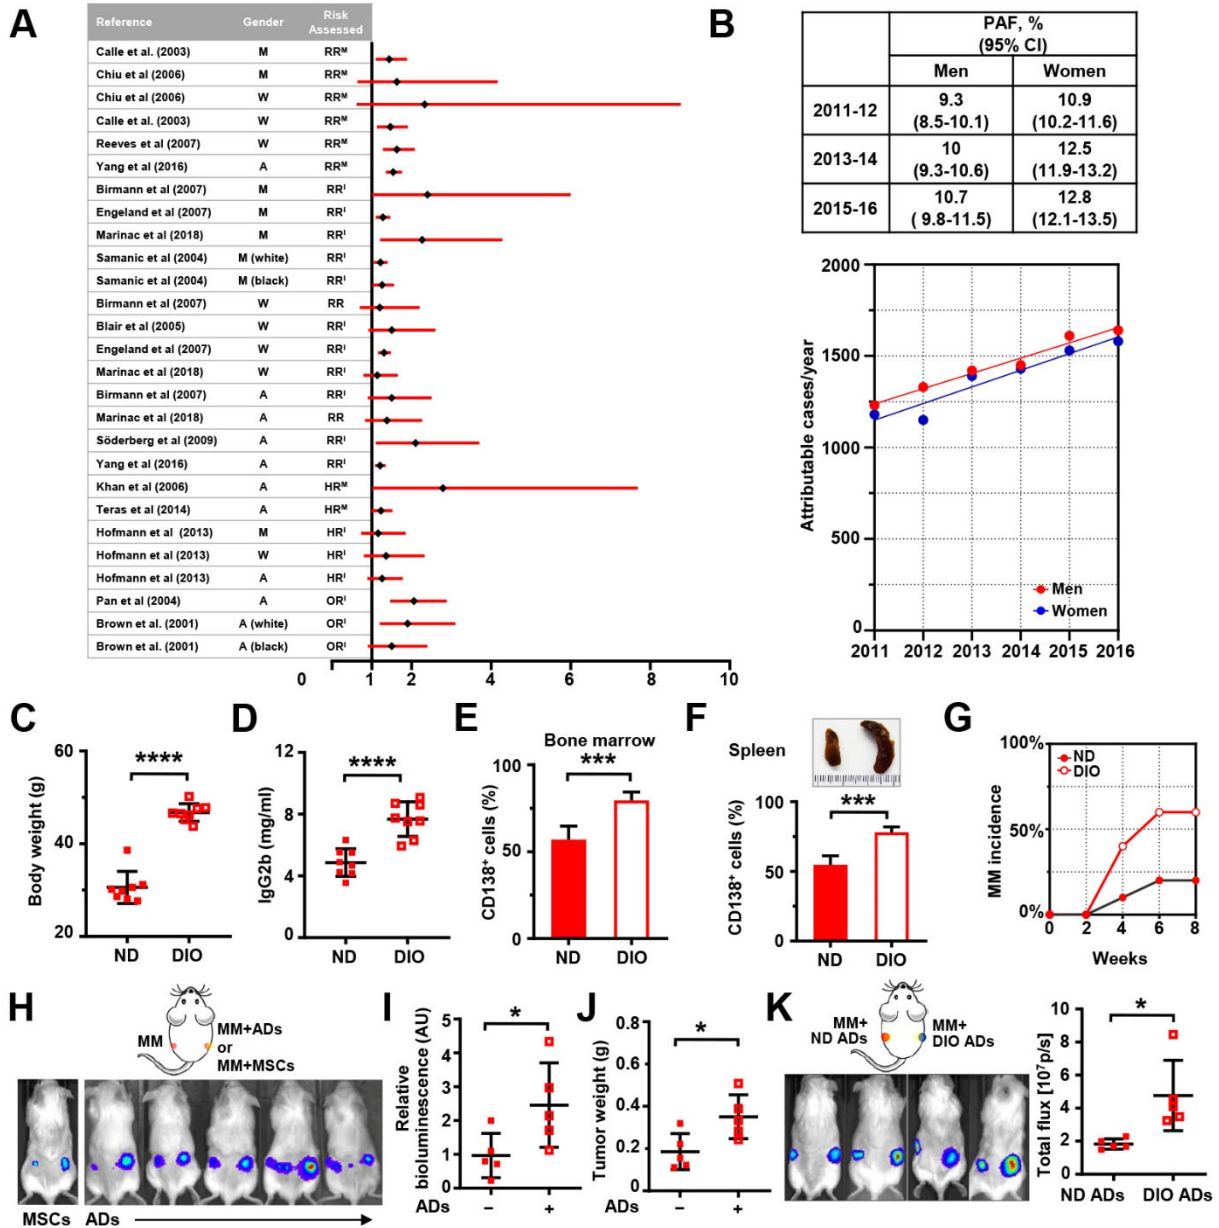 A
Reference Gender Risk Assessed
Calle et al. (2003) M RRᴹ
Chiu et al (2006) M RRᴹ
Chiu et al (2006) W RRᴹ
Calle et al. (2003) W RRᴹ
Reeves et al (2007) W RRᴹ
Yang et al (2016) A RRᴹ
Birmann et al (2007) M RRᴵ
Engeland et al (2007) M RRᴵ
Marinac et al (2018) M RRᴵ
Samanic et al (2004) M (white) RRᴵ
Samanic et al (2004) M (black) RRᴵ
Birmann et al (2007) W RR
Blair et al (2005) W RRᴵ
Engeland et al (2007) W RRᴵ
Marinac et al (2018) W RRᴵ
Birmann et al (2007) A RRᴵ
Marinac et al (2018) A RR
Söderberg et al (2009) A RRᴵ
Yang et al (2016) A RRᴵ
Khan et al (2006) A HRᴹ
Teras et al (2014) A HRᴹ
Hofmann et al (2013) M HRᴵ
Hofmann et al (2013) W HRᴵ
Hofmann et al (2013) A HRᴵ
Pan et al (2004) A ORᴵ
Brown et al. (2001) A (white) ORᴵ
Brown et al. (2001) A (black) ORᴵ
0 1 2 4 6 8 10
B
PAF, %
(95% CI)
Men Women
2011-12 9.3 (8.5-10.1) 10.9 (10.2-11.6)
2013-14 10 (9.3-10.6) 12.5 (11.9-13.2)
2015-16 10.7 ( 9.8-11.5) 12.8 (12.1-13.5)
Attributable cases/year
2000
1500
1000
500
0
Men
Women
2011 2012 2013 2014 2015 2016
C
Body weight (g)
60
40
20
****
ND DIO
D
IgG2b (mg/ml)
12
8
4
0
****
ND DIO
E
Bone marrow
CD138⁺ cells (%)
100
50
0
***
ND DIO
F
Spleen
CD138⁺ cells (%)
100
50
0
***
ND DIO
G
MM incidence
100%
50%
0%
ND
DIO
0 2 4 6 8
Weeks
H
MM
MM+ADs
or
MM+MSCs
MSCs ADs
I
Relative
bioluminescence (AU)
5
4
3
2
1
0
*
ADs − +
J
Tumor weight (g)
0.8
0.6
0.4
0.2
0
*
ADs − +
K
MM+
ND ADs
MM+
DIO ADs
Total flux [10⁷p/s]
10
8
6
4
2
0
*
ND ADs DIO ADs